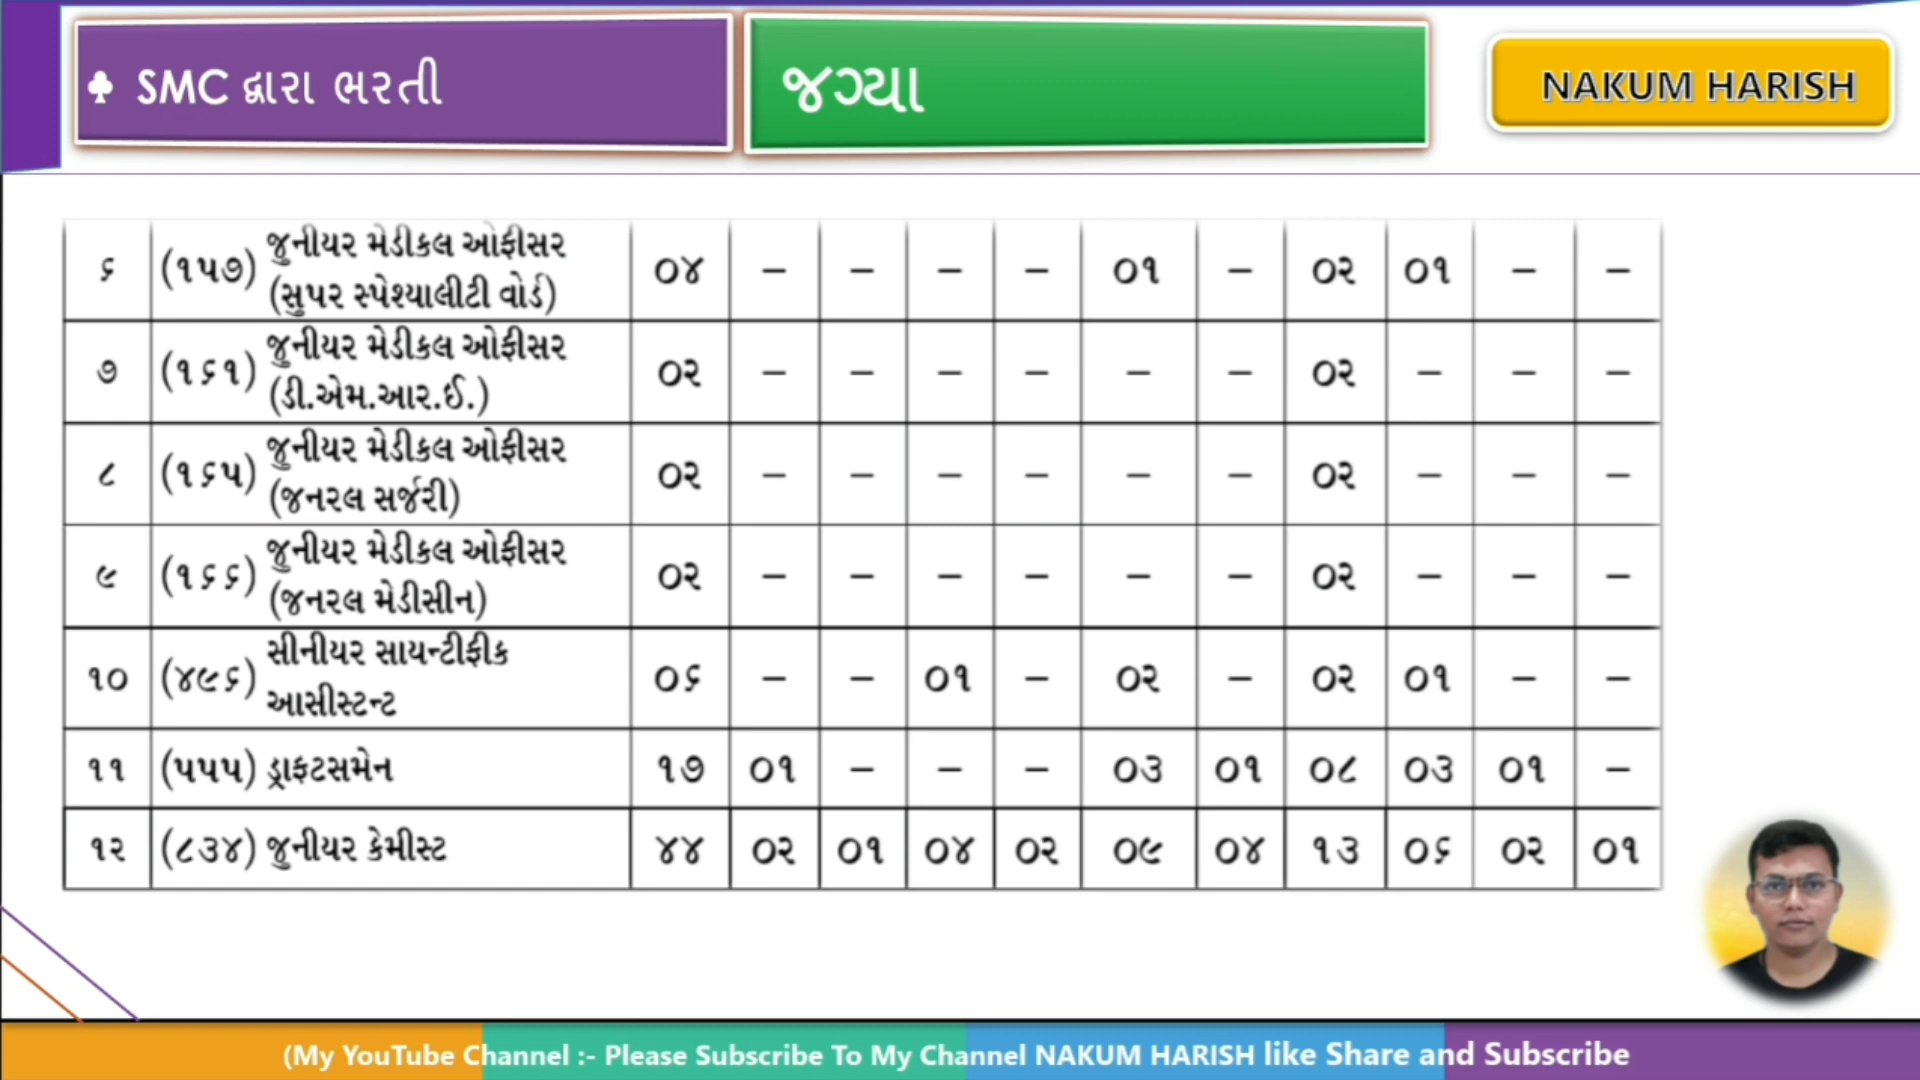 ♣ SMC દ્વારા ભરતી
જગ્યા
NAKUM HARISH
૬ (૧૫૭) જુનીયર મેડીકલ ઓફીસર (સુપર સ્પેશ્યાલીટી વોર્ડ) ૦૪ – – – – ૦૧ – ૦૨ ૦૧ – –
૭ (૧૬૧) જુનીયર મેડીકલ ઓફીસર (ડી.એમ.આર.ઈ.) ૦૨ – – – – – – ૦૨ – – –
૮ (૧૬૫) જુનીયર મેડીકલ ઓફીસર (જનરલ સર્જરી) ૦૨ – – – – – – ૦૨ – – –
૯ (૧૬૬) જુનીયર મેડીકલ ઓફીસર (જનરલ મેડીસીન) ૦૨ – – – – – – ૦૨ – – –
૧૦ (૪૯૬) સીનીયર સાયન્ટીફીક આસીસ્ટન્ટ ૦૬ – – ૦૧ – ૦૨ – ૦૨ ૦૧ – –
૧૧ (૫૫૫) ડ્રાફટસમેન ૧૭ ૦૧ – – – ૦૩ ૦૧ ૦૮ ૦૩ ૦૧ –
૧૨ (૮૩૪) જુનીયર કેમીસ્ટ ૪૪ ૦૨ ૦૧ ૦૪ ૦૨ ૦૯ ૦૪ ૧૩ ૦૬ ૦૨ ૦૧
(My YouTube Channel :- Please Subscribe To My Channel NAKUM HARISH like Share and Subscribe